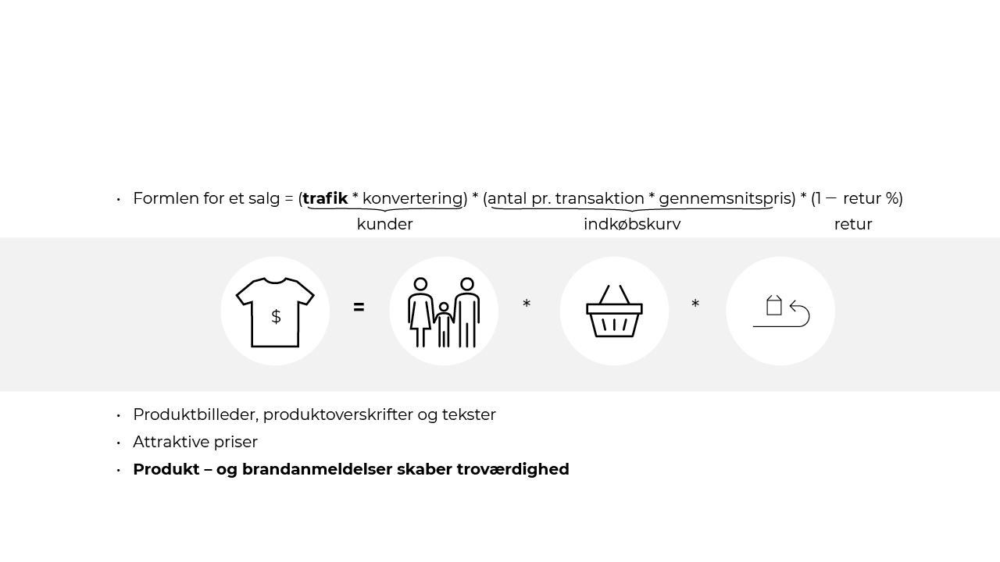 • Formlen for et salg = (trafik * konvertering) * (antal pr. transaktion * gennemsnitspris) * (1 — retur %)
kunder indkøbskurv retur
$ = * *
• Produktbilleder, produktoverskrifter og tekster
• Attraktive priser
• Produkt – og brandanmeldelser skaber troværdighed